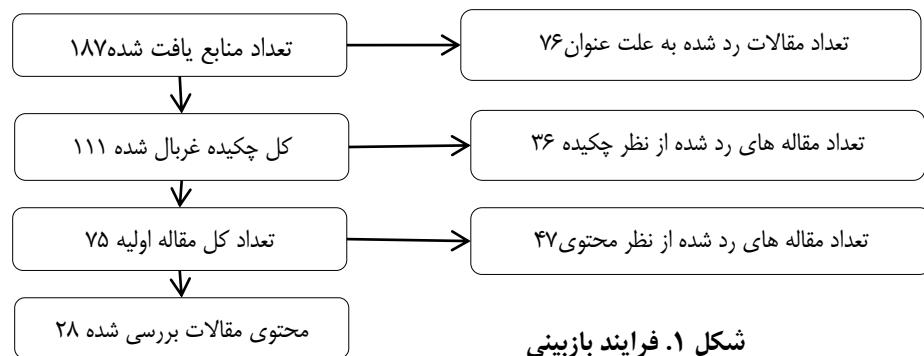 تعداد منابع یافت شده۱۸۷
تعداد مقالات رد شده به علت عنوان۷۶
کل چکیده غربال شده ۱۱۱
تعداد مقاله های رد شده از نظر چکیده ۳۶
تعداد کل مقاله اولیه ۷۵
تعداد مقاله های رد شده از نظر محتوی۴۷
محتوی مقالات بررسی شده ۲۸
شکل ۱. فرایند بازبینی